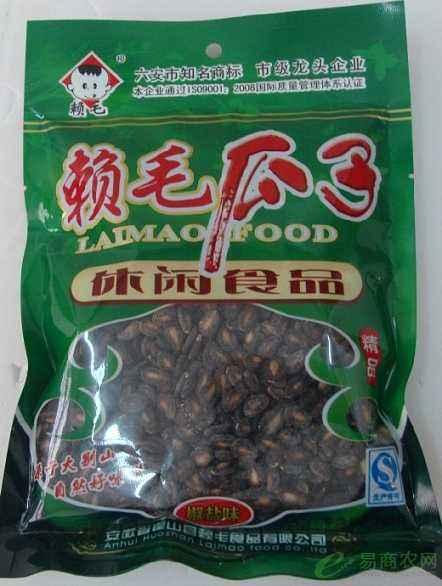 赖毛
六安市知名商标 市级龙头企业
本企业通过ISO9001:2008国际质量管理体系认证
赖毛瓜子
LAIMAO FOOD
休闲食品
精品
大别山
自然好味
QS
生产许可
椒盐味
安徽省霍山县赖毛食品有限公司
Anhui Huoshan Laimao food co.,ltd
易商农网